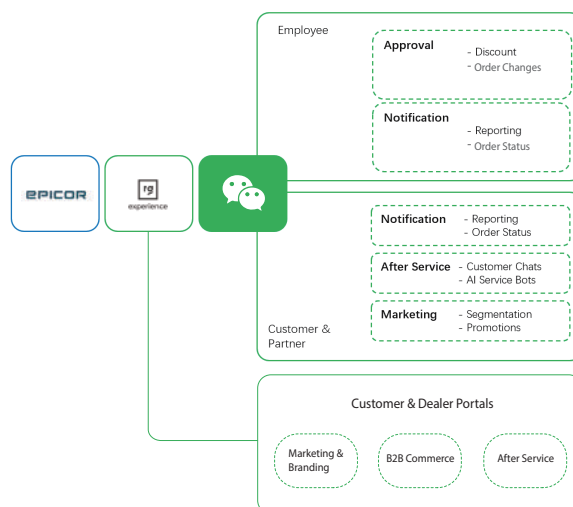 Employee
Approval
- Discount
- Order Changes
Notification
- Reporting
- Order Status
EPICOR
rg
experience
Notification - Reporting
- Order Status
After Service - Customer Chats
- AI Service Bots
Marketing - Segmentation
- Promotions
Customer &
Partner
Customer & Dealer Portals
Marketing &
Branding
B2B Commerce
After Service